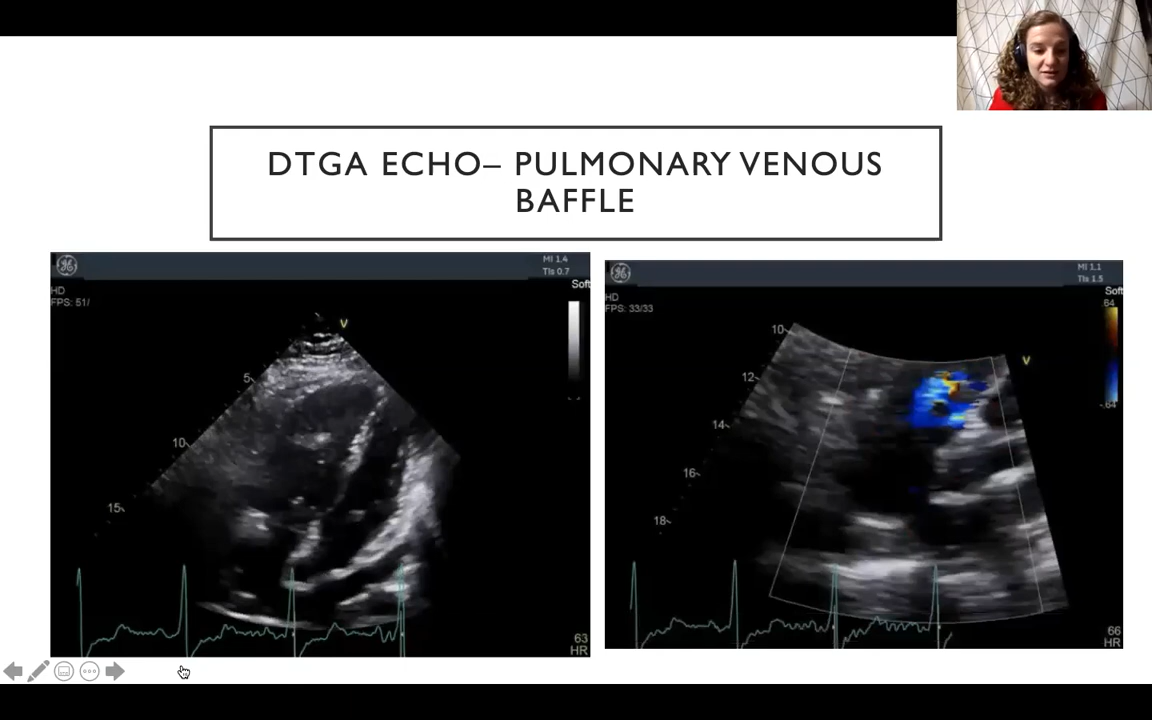 DTGA ECHO– PULMONARY VENOUS
BAFFLE
MI 1.4
TIs 0.7
HD
FPS: 51/
Soft
V
5
10
15
63
HR
MI 1.1
TIs 1.5
HD
FPS: 33/33
Soft
.64
V
-.64
10
12
14
16
18
66
HR